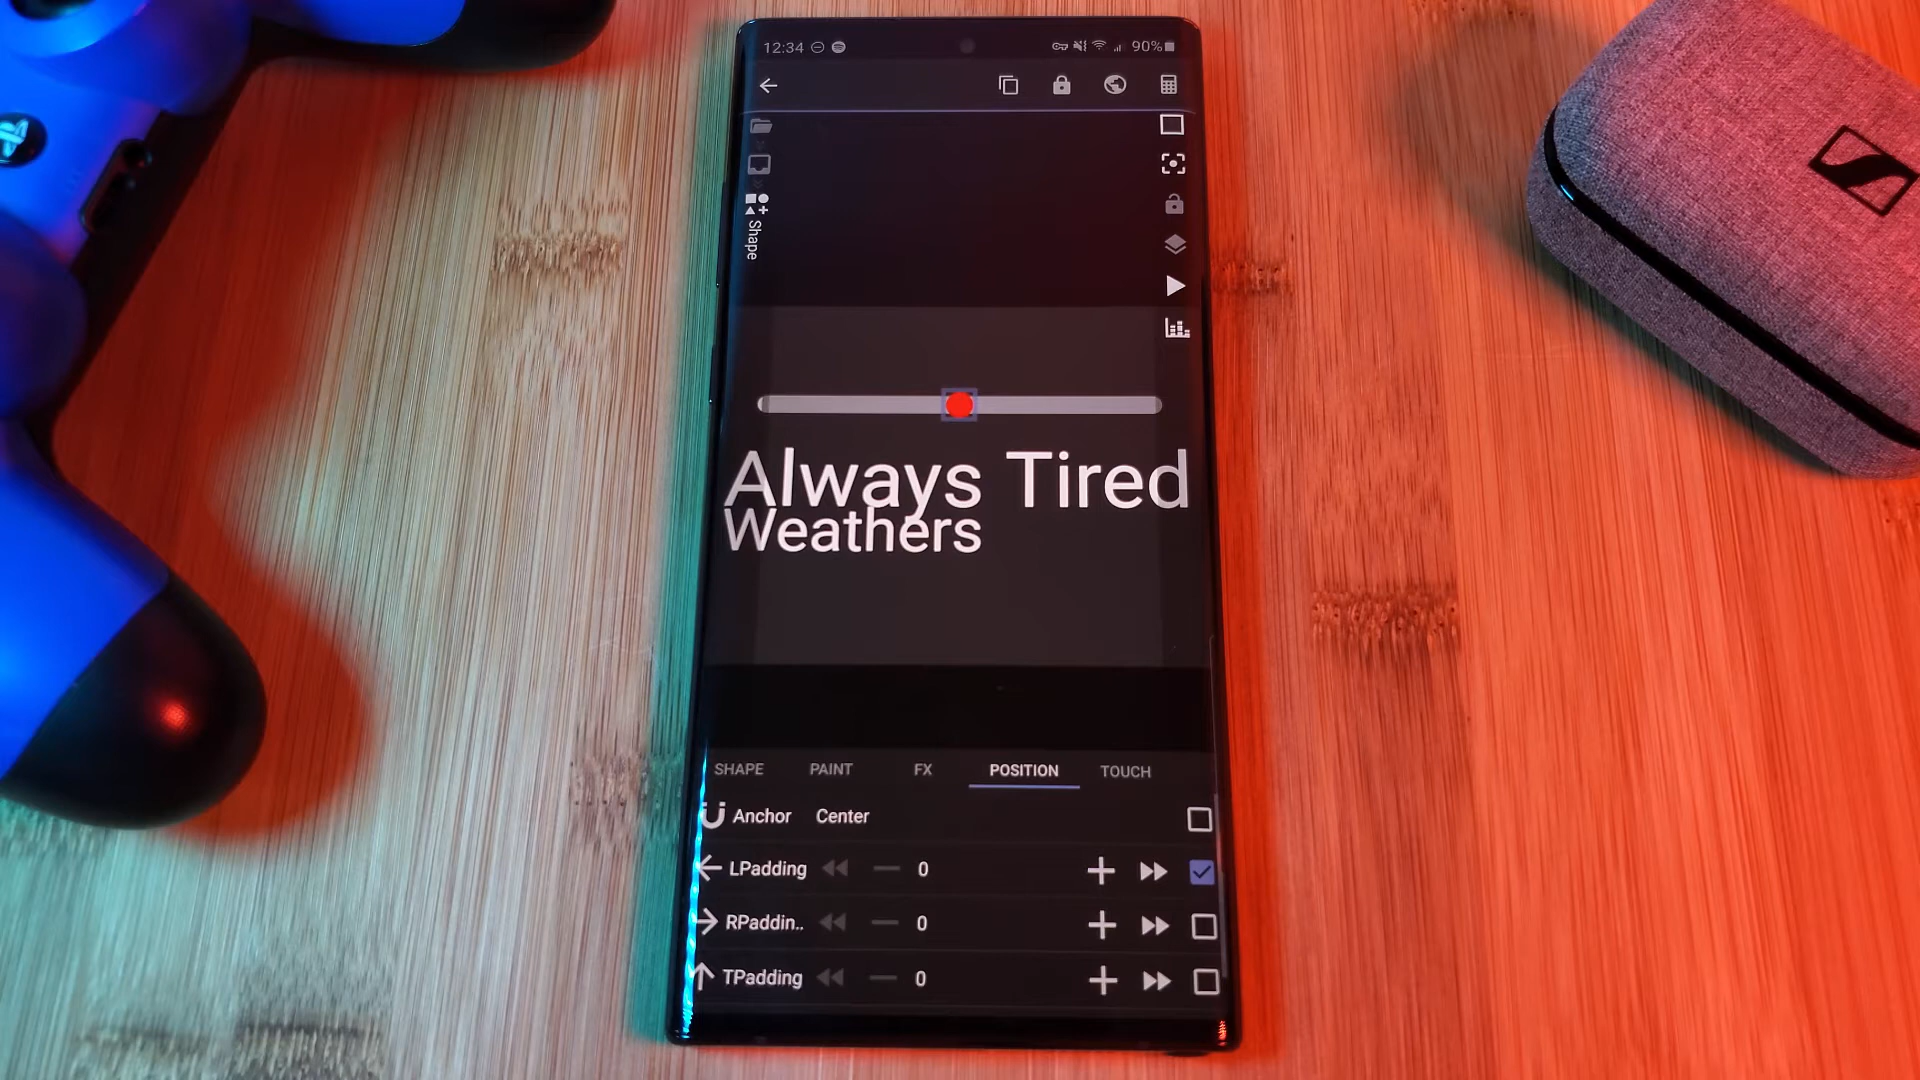 12:34 90%
Shape
Always Tired
Weathers
SHAPE PAINT FX POSITION TOUCH
Anchor Center
LPadding 0
RPaddin.. 0
TPadding 0